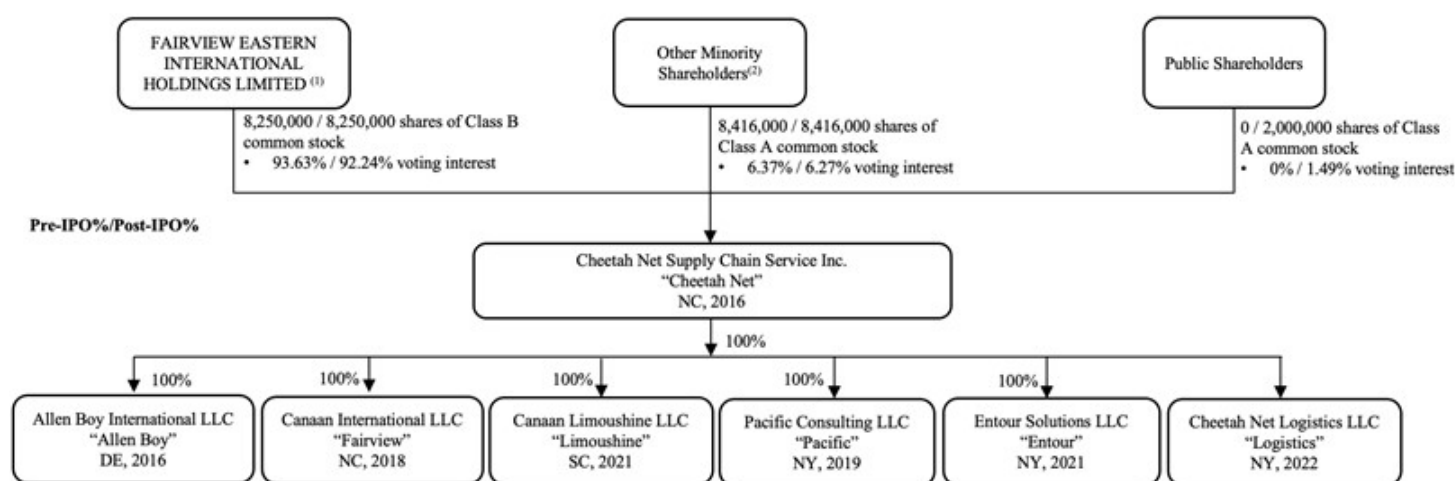 FAIRVIEW EASTERN
INTERNATIONAL
HOLDINGS LIMITED (1)
Other Minority
Shareholders(2)
Public Shareholders
8,250,000 / 8,250,000 shares of Class B
common stock
• 93.63% / 92.24% voting interest
8,416,000 / 8,416,000 shares of
Class A common stock
• 6.37% / 6.27% voting interest
0 / 2,000,000 shares of Class
A common stock
• 0% / 1.49% voting interest
Pre-IPO%/Post-IPO%
Cheetah Net Supply Chain Service Inc.
“Cheetah Net”
NC, 2016
100%
100%
100%
100%
100%
100%
Allen Boy International LLC
“Allen Boy”
DE, 2016
Canaan International LLC
“Fairview”
NC, 2018
Canaan Limoushine LLC
“Limoushine”
SC, 2021
Pacific Consulting LLC
“Pacific”
NY, 2019
Entour Solutions LLC
“Entour”
NY, 2021
Cheetah Net Logistics LLC
“Logistics”
NY, 2022